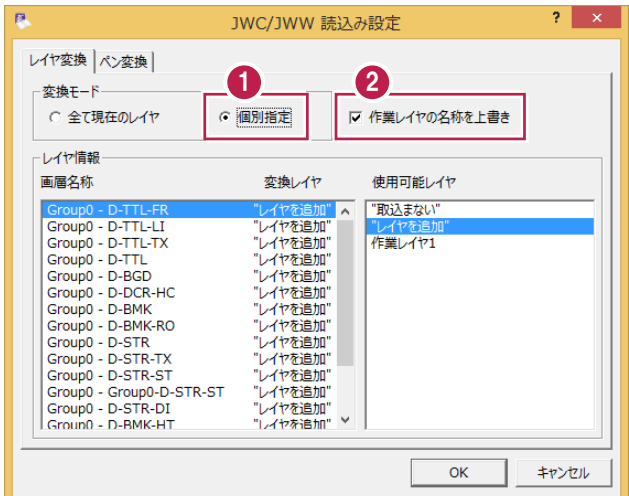 JWC/JWW 読込み設定
? ×
レイヤ変換 ペン変換
1 2
変換モード
全て現在のレイヤ 個別指定 作業レイヤの名称を上書き
レイヤ情報
画層名称 変換レイヤ 使用可能レイヤ
Group0 - D-TTL-FR "レイヤを追加" "取込まない"
Group0 - D-TTL-LI "レイヤを追加" "レイヤを追加"
Group0 - D-TTL-TX "レイヤを追加" 作業レイヤ1
Group0 - D-TTL "レイヤを追加"
Group0 - D-BGD "レイヤを追加"
Group0 - D-DCR-HC "レイヤを追加"
Group0 - D-BMK "レイヤを追加"
Group0 - D-BMK-RO "レイヤを追加"
Group0 - D-STR "レイヤを追加"
Group0 - D-STR-TX "レイヤを追加"
Group0 - D-STR-ST "レイヤを追加"
Group0 - Group0-D-STR-ST "レイヤを追加"
Group0 - D-STR-DI "レイヤを追加"
Group0 - D-BMK-HT "レイヤを追加"
OK キャンセル